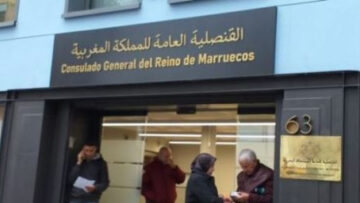 القنصلية العامة للمملكة المغربية
Consulado General del Reino de Marruecos
63